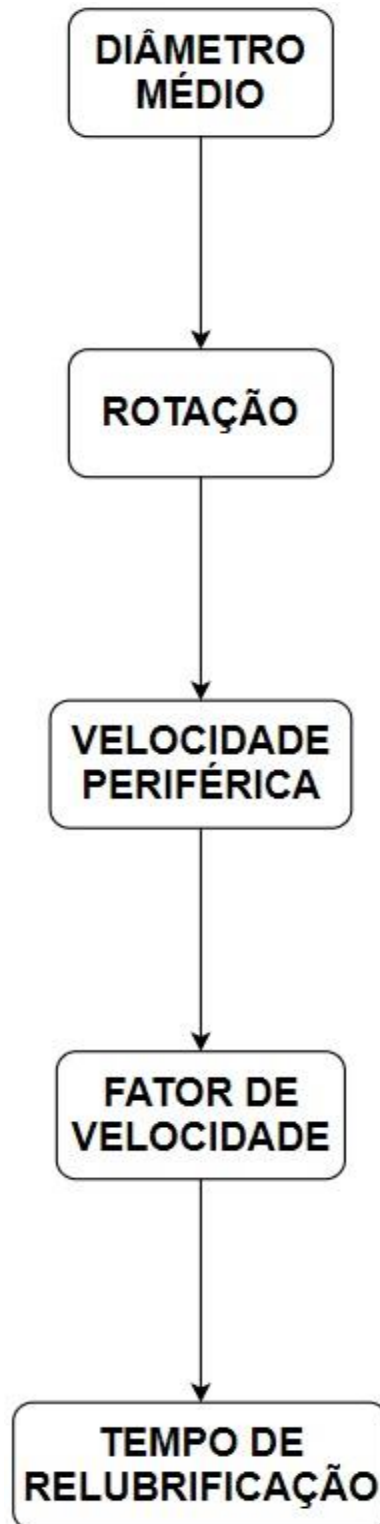 DIÂMETRO
MÉDIO
ROTAÇÃO
VELOCIDADE
PERIFÉRICA
FATOR DE
VELOCIDADE
TEMPO DE
RELUBRIFICAÇÃO